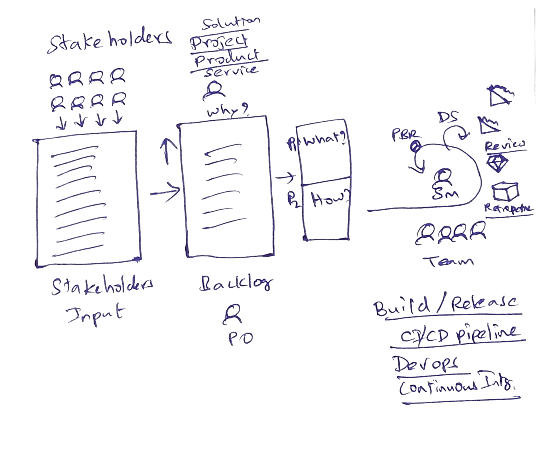 Stakeholders
Solution
Project
Product
Service
Why?
P1 What?
P2 How?
PBR
DS
Review
SM
Retrospective
Team
Stakeholders
Input
Backlog
PO
Build / Release
CI/CD pipeline
Devops
Continuous Intg.